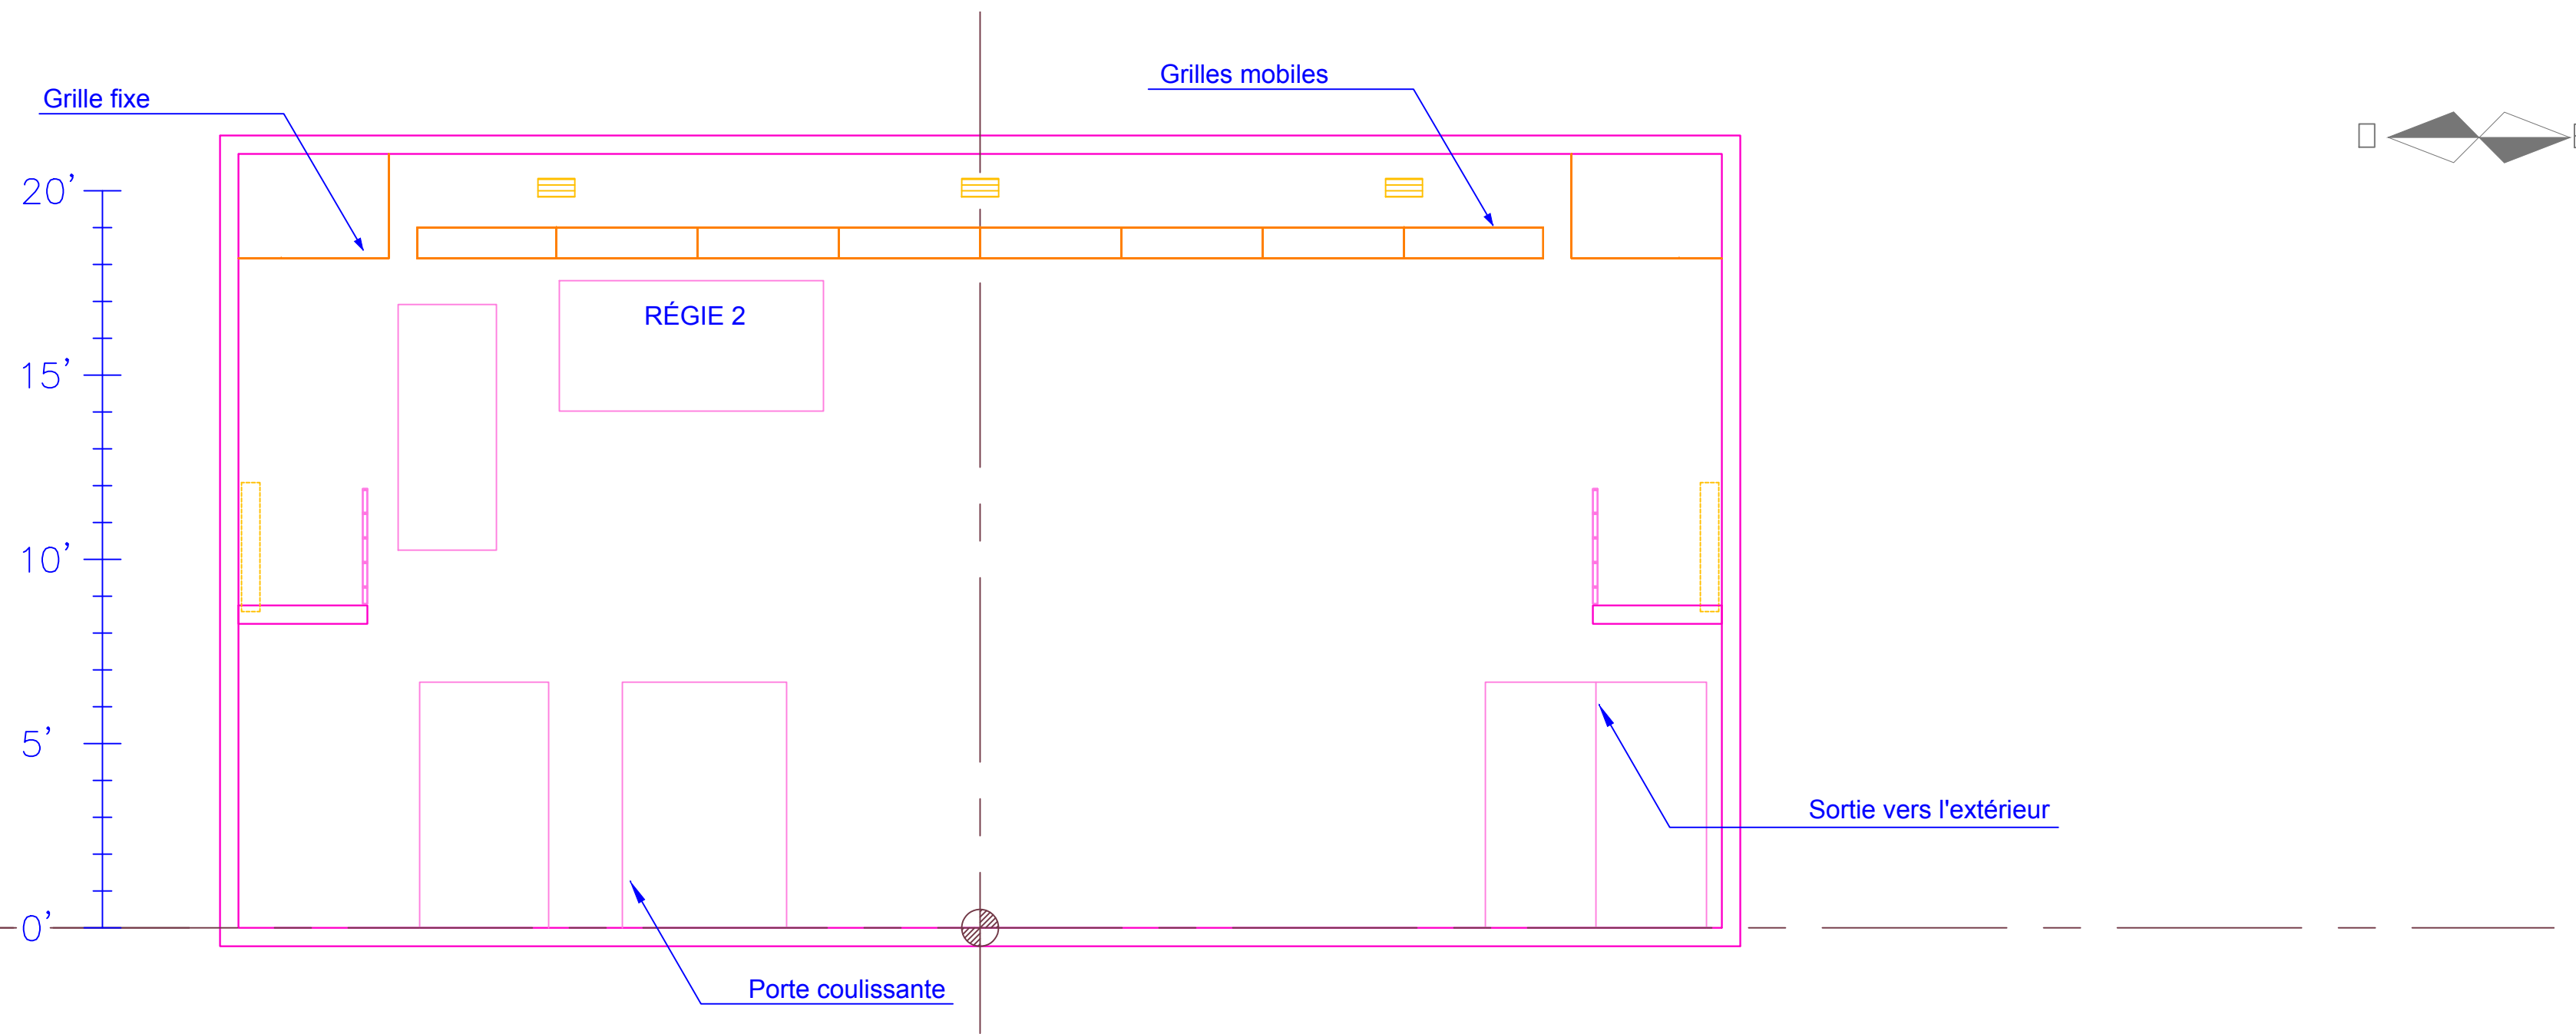 Grilles mobiles
Grille fixe
20'
RÉGIE 2
15'
10'
5'
Sortie vers l'extérieur
0'
Porte coulissante